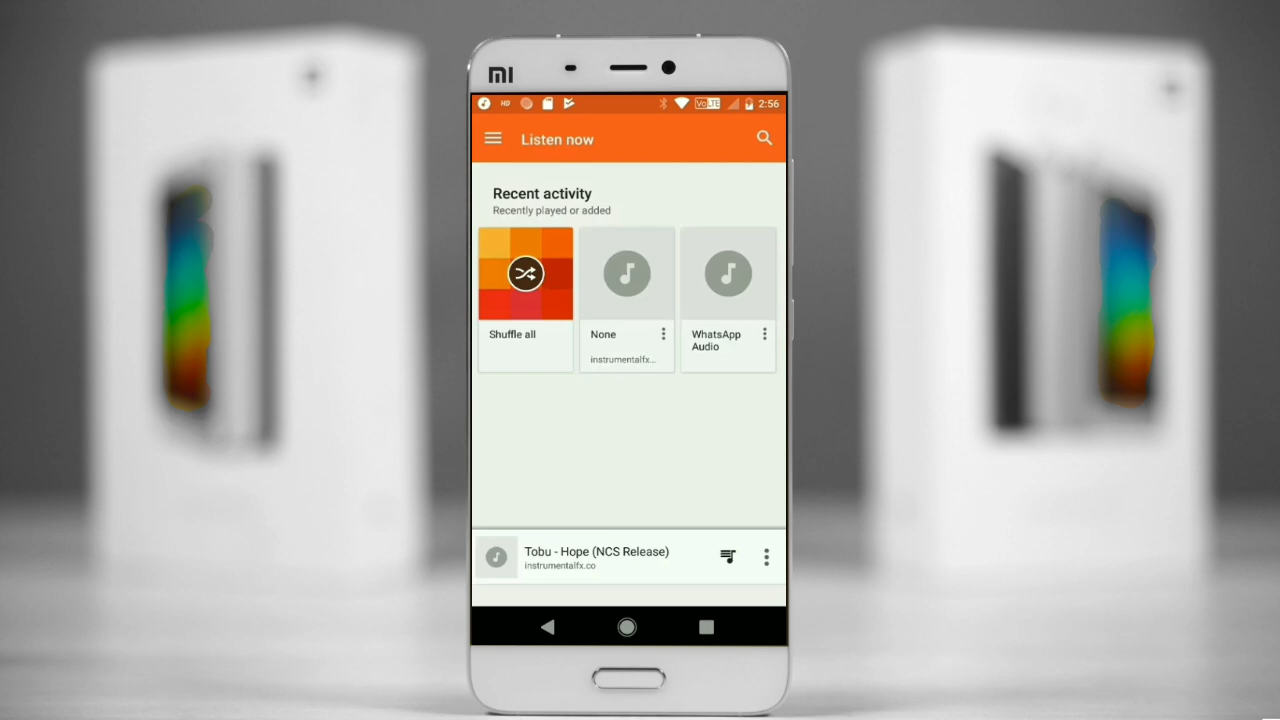 mi
HD VoLTE 2:56
Listen now
Recent activity
Recently played or added
Shuffle all
None
instrumentalfx...
WhatsApp
Audio
Tobu - Hope (NCS Release)
instrumentalfx.co